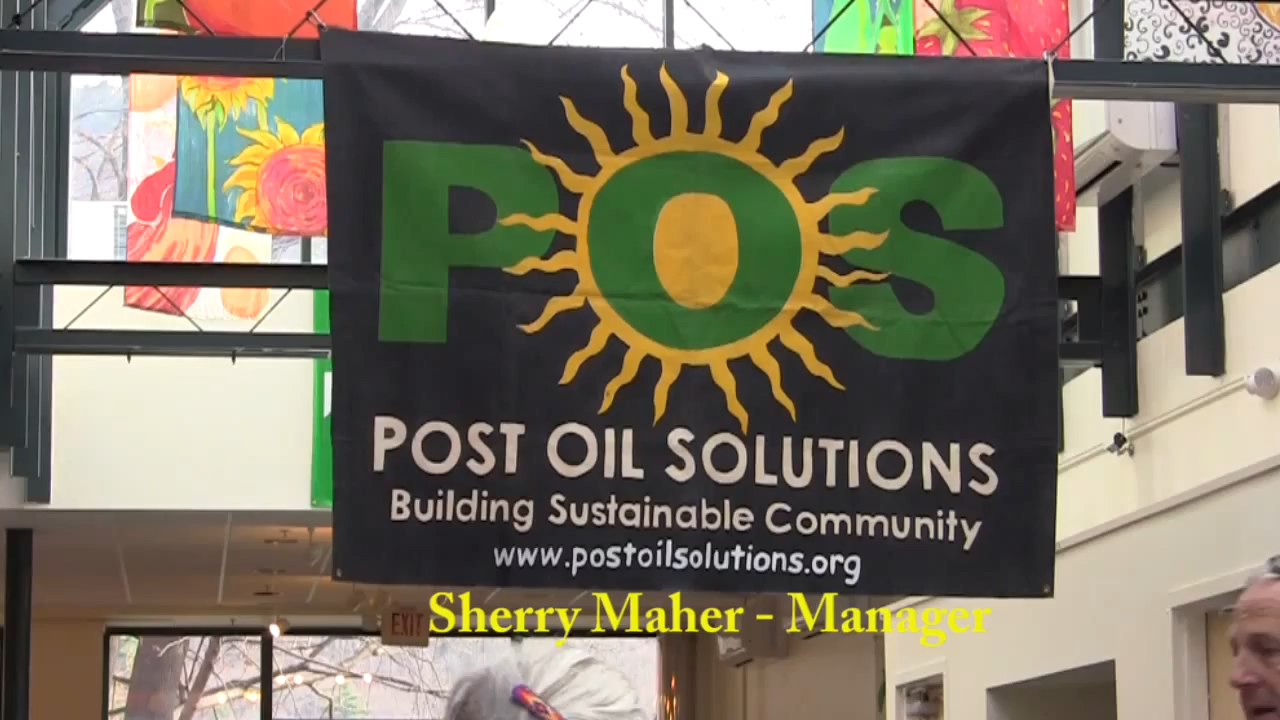 POS
POST OIL SOLUTIONS
Building Sustainable Community
www.postoilsolutions.org
EXIT
Sherry Maher - Manager